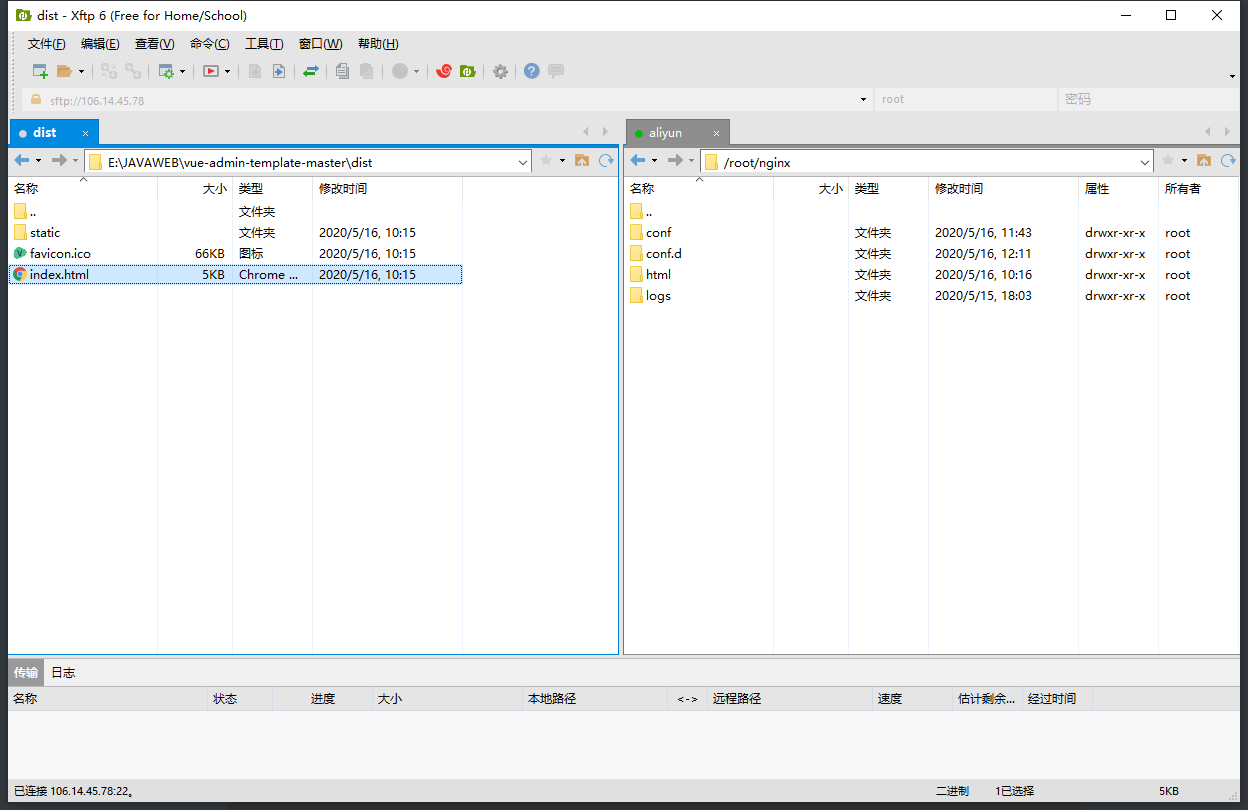 dist - Xftp 6 (Free for Home/School)
文件(F) 编辑(E) 查看(V) 命令(C) 工具(T) 窗口(W) 帮助(H)
sftp://106.14.45.78 root 密码
dist × aliyun ×
E:\JAVAWEB\vue-admin-template-master\dist /root/nginx
名称 大小 类型 修改时间 名称 大小 类型 修改时间 属性 所有者
.. 文件夹 ..
static 文件夹 2020/5/16, 10:15 conf 文件夹 2020/5/16, 11:43 drwxr-xr-x root
favicon.ico 66KB 图标 2020/5/16, 10:15 conf.d 文件夹 2020/5/16, 12:11 drwxr-xr-x root
index.html 5KB Chrome ... 2020/5/16, 10:15 html 文件夹 2020/5/16, 10:16 drwxr-xr-x root
logs 文件夹 2020/5/15, 18:03 drwxr-xr-x root
传输 日志
名称 状态 进度 大小 本地路径 <-> 远程路径 速度 估计剩余... 经过时间
已连接 106.14.45.78:22。 二进制 1已选择 5KB